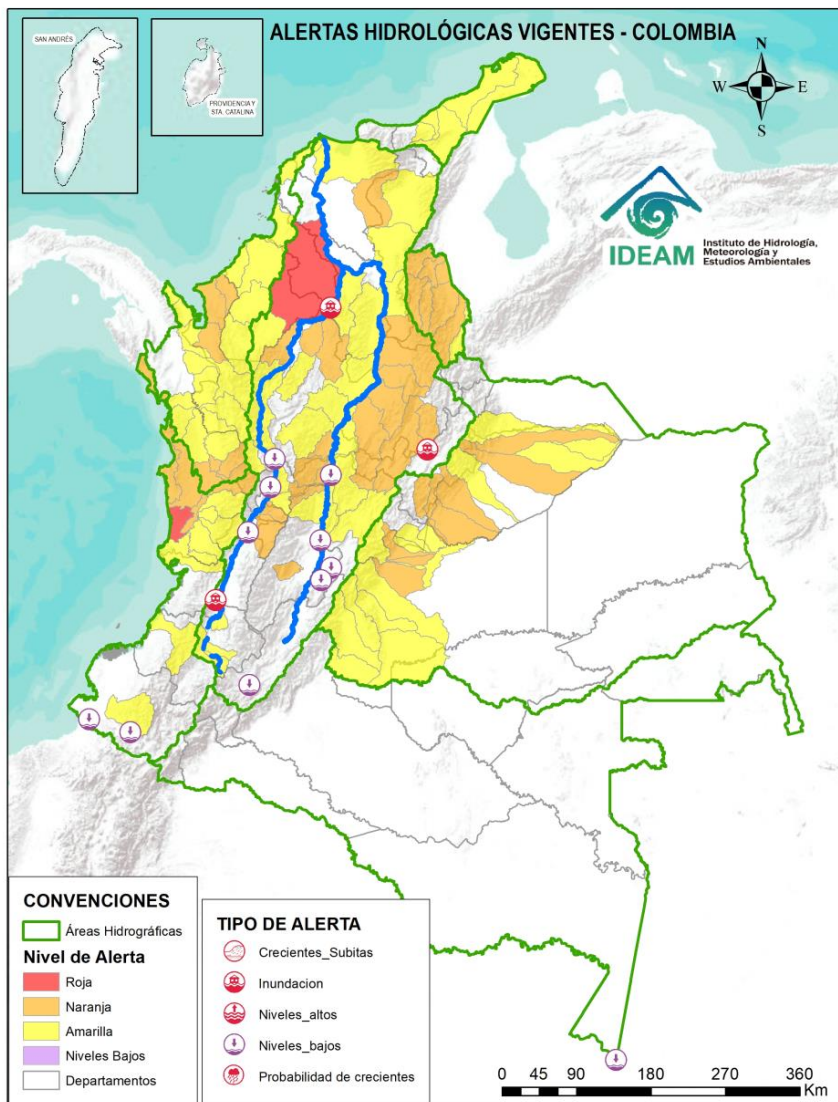 SAN ANDRÉS
PROVIDENCIA Y
STA. CATALINA
ALERTAS HIDROLÓGICAS VIGENTES - COLOMBIA
N
W
E
S
IDEAM
Instituto de Hidrología,
Meteorología y
Estudios Ambientales
CONVENCIONES
Áreas Hidrográficas
Nivel de Alerta
Roja
Naranja
Amarilla
Niveles Bajos
Departamentos
TIPO DE ALERTA
Crecientes_Subitas
Inundacion
Niveles_altos
Niveles_bajos
Probabilidad de crecientes
0 45 90 180 270 360
Km